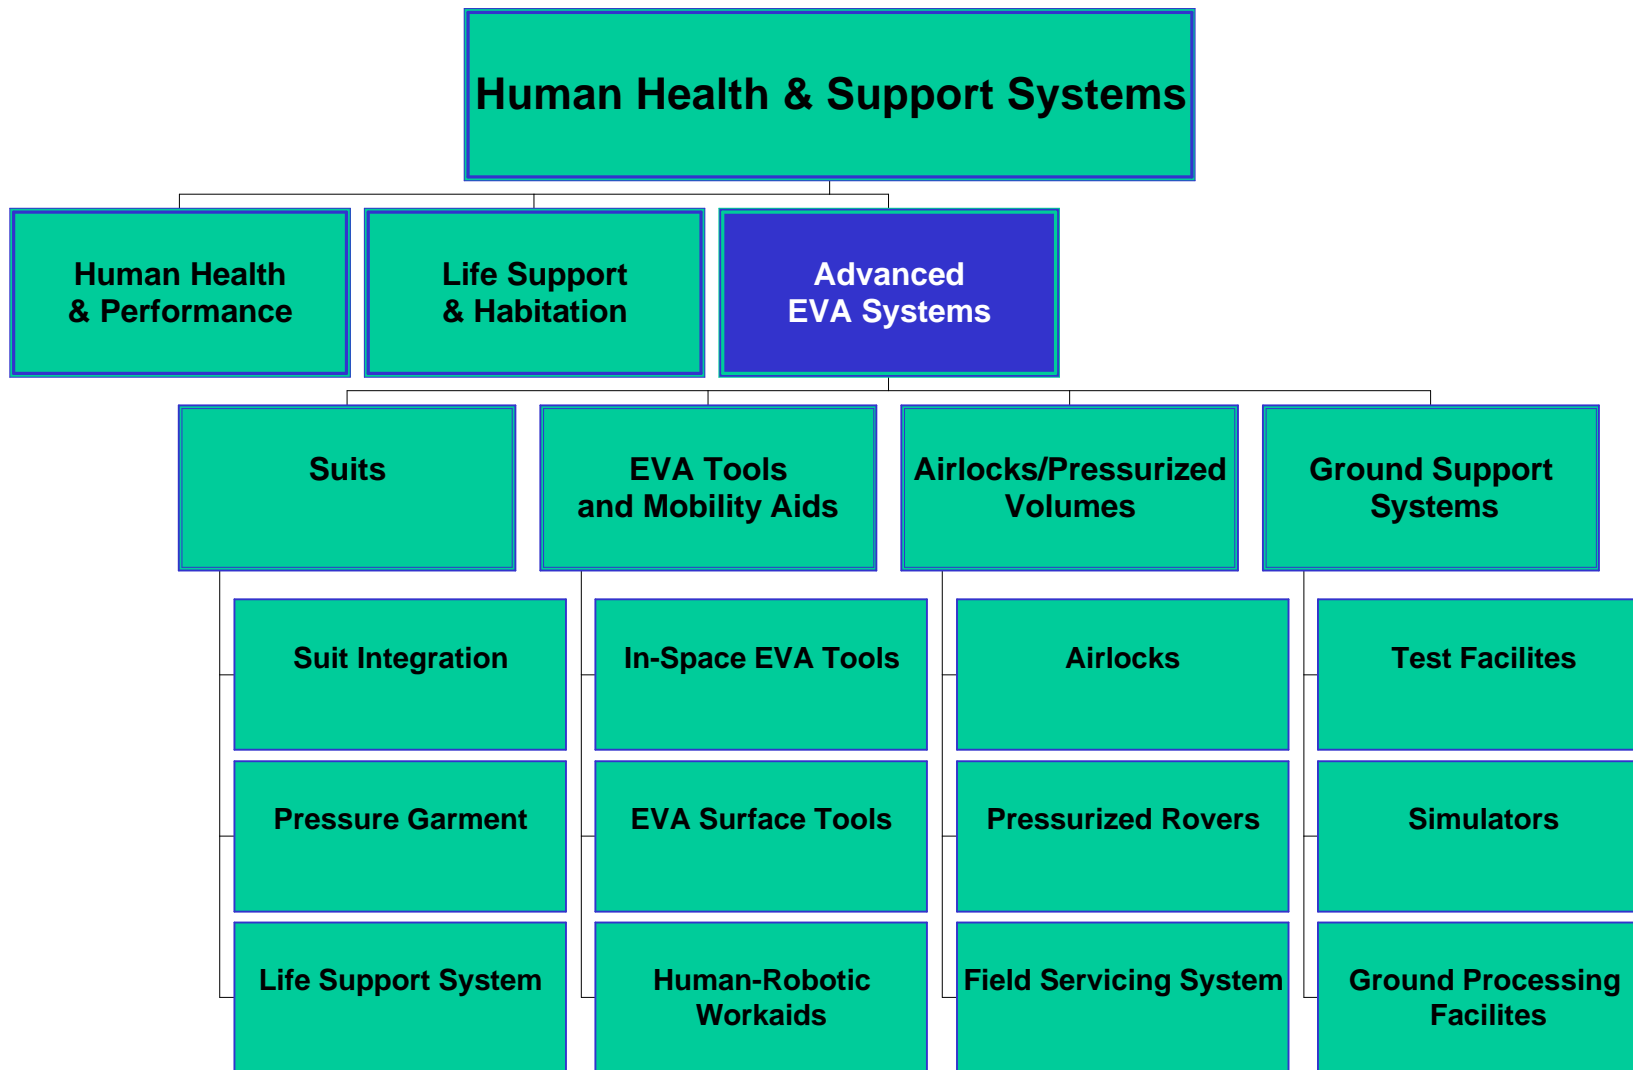 Human Health & Support Systems
Human Health
& Performance
Life Support
& Habitation
Advanced
EVA Systems
Suits
EVA Tools
and Mobility Aids
Airlocks/Pressurized
Volumes
Ground Support
Systems
Suit Integration
In-Space EVA Tools
Airlocks
Test Facilites
Pressure Garment
EVA Surface Tools
Pressurized Rovers
Simulators
Life Support System
Human-Robotic
Workaids
Field Servicing System
Ground Processing
Facilites